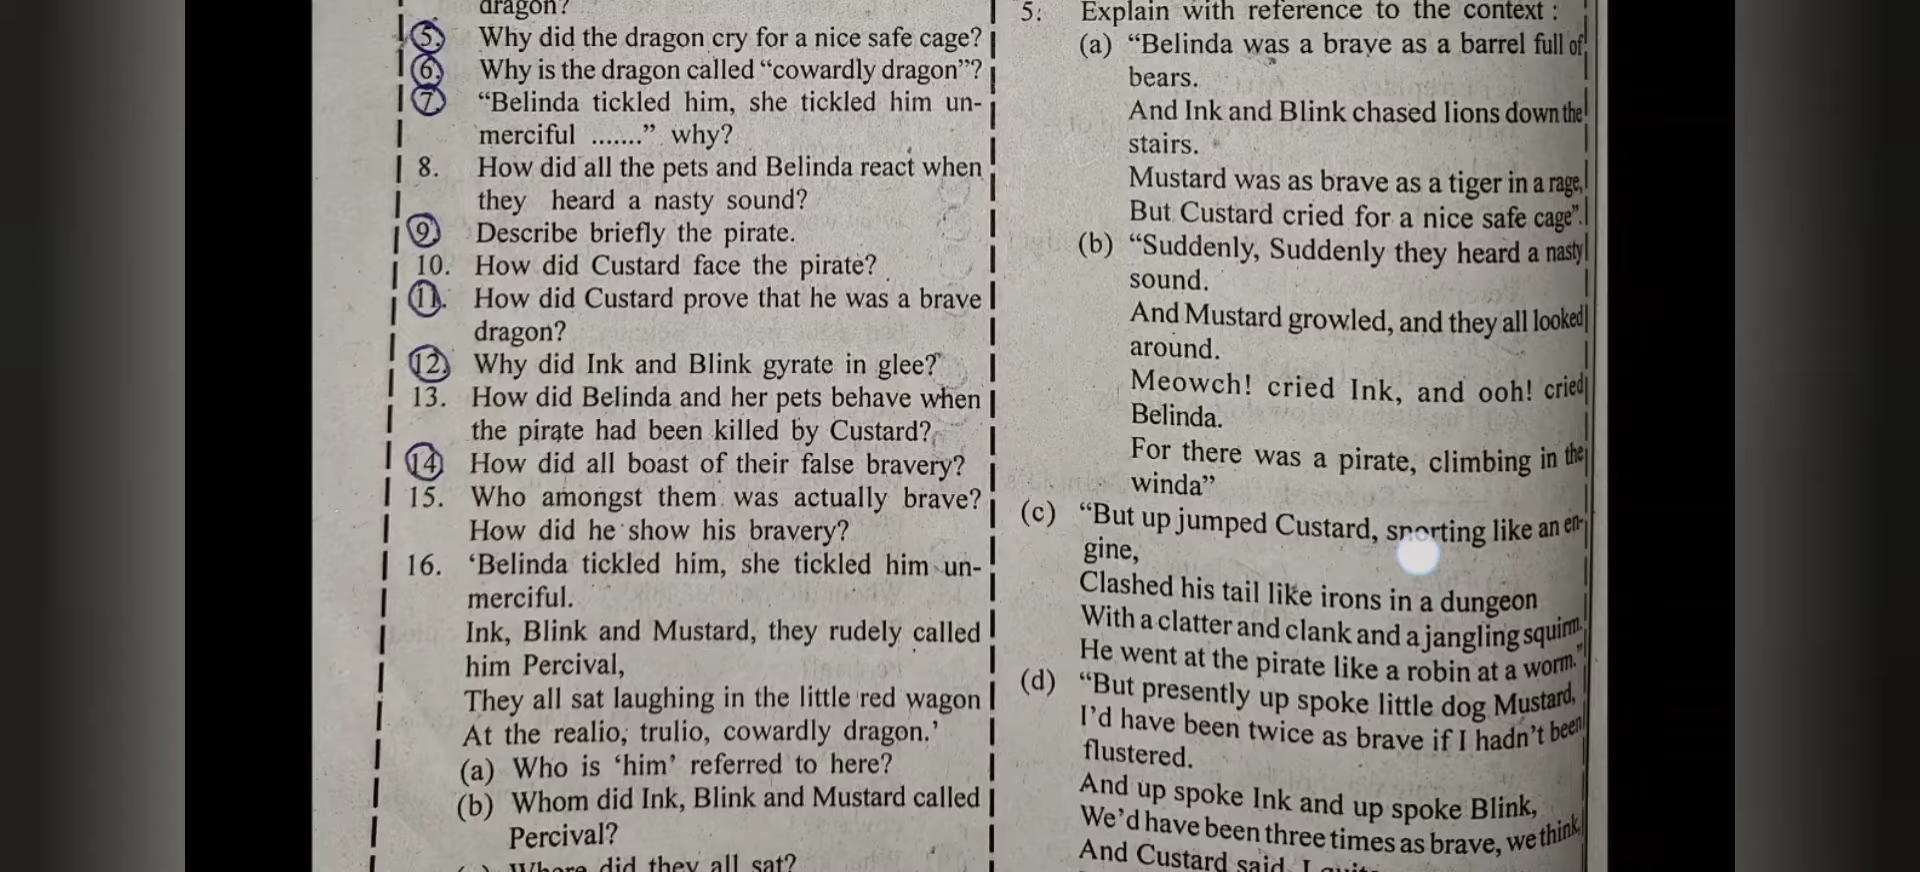 dragon?
5. Why did the dragon cry for a nice safe cage?
6. Why is the dragon called “cowardly dragon”?
7. “Belinda tickled him, she tickled him un-
merciful .......” why?
8. How did all the pets and Belinda react when
they heard a nasty sound?
9. Describe briefly the pirate.
10. How did Custard face the pirate?
11. How did Custard prove that he was a brave
dragon?
12. Why did Ink and Blink gyrate in glee?
13. How did Belinda and her pets behave when
the pirate had been killed by Custard?
14. How did all boast of their false bravery?
15. Who amongst them was actually brave?
How did he show his bravery?
16. ‘Belinda tickled him, she tickled him un-
merciful.
Ink, Blink and Mustard, they rudely called
him Percival,
They all sat laughing in the little red wagon
At the realio, trulio, cowardly dragon.’
(a) Who is ‘him’ referred to here?
(b) Whom did Ink, Blink and Mustard called
Percival?
Where did they all sat?
5: Explain with reference to the context :
(a) “Belinda was a brave as a barrel full of
bears.
And Ink and Blink chased lions down the
stairs.
Mustard was as brave as a tiger in a rage,
But Custard cried for a nice safe cage”.
(b) “Suddenly, Suddenly they heard a nasty
sound.
And Mustard growled, and they all looked
around.
Meowch! cried Ink, and ooh! cried
Belinda.
For there was a pirate, climbing in the
winda”
(c) “But up jumped Custard, snorting like an en-
gine,
Clashed his tail like irons in a dungeon
With a clatter and clank and a jangling squirm.
He went at the pirate like a robin at a worm.”
(d) “But presently up spoke little dog Mustard,
I’d have been twice as brave if I hadn’t been
flustered.
And up spoke Ink and up spoke Blink,
We’d have been three times as brave, we think,
And Custard said, I quite